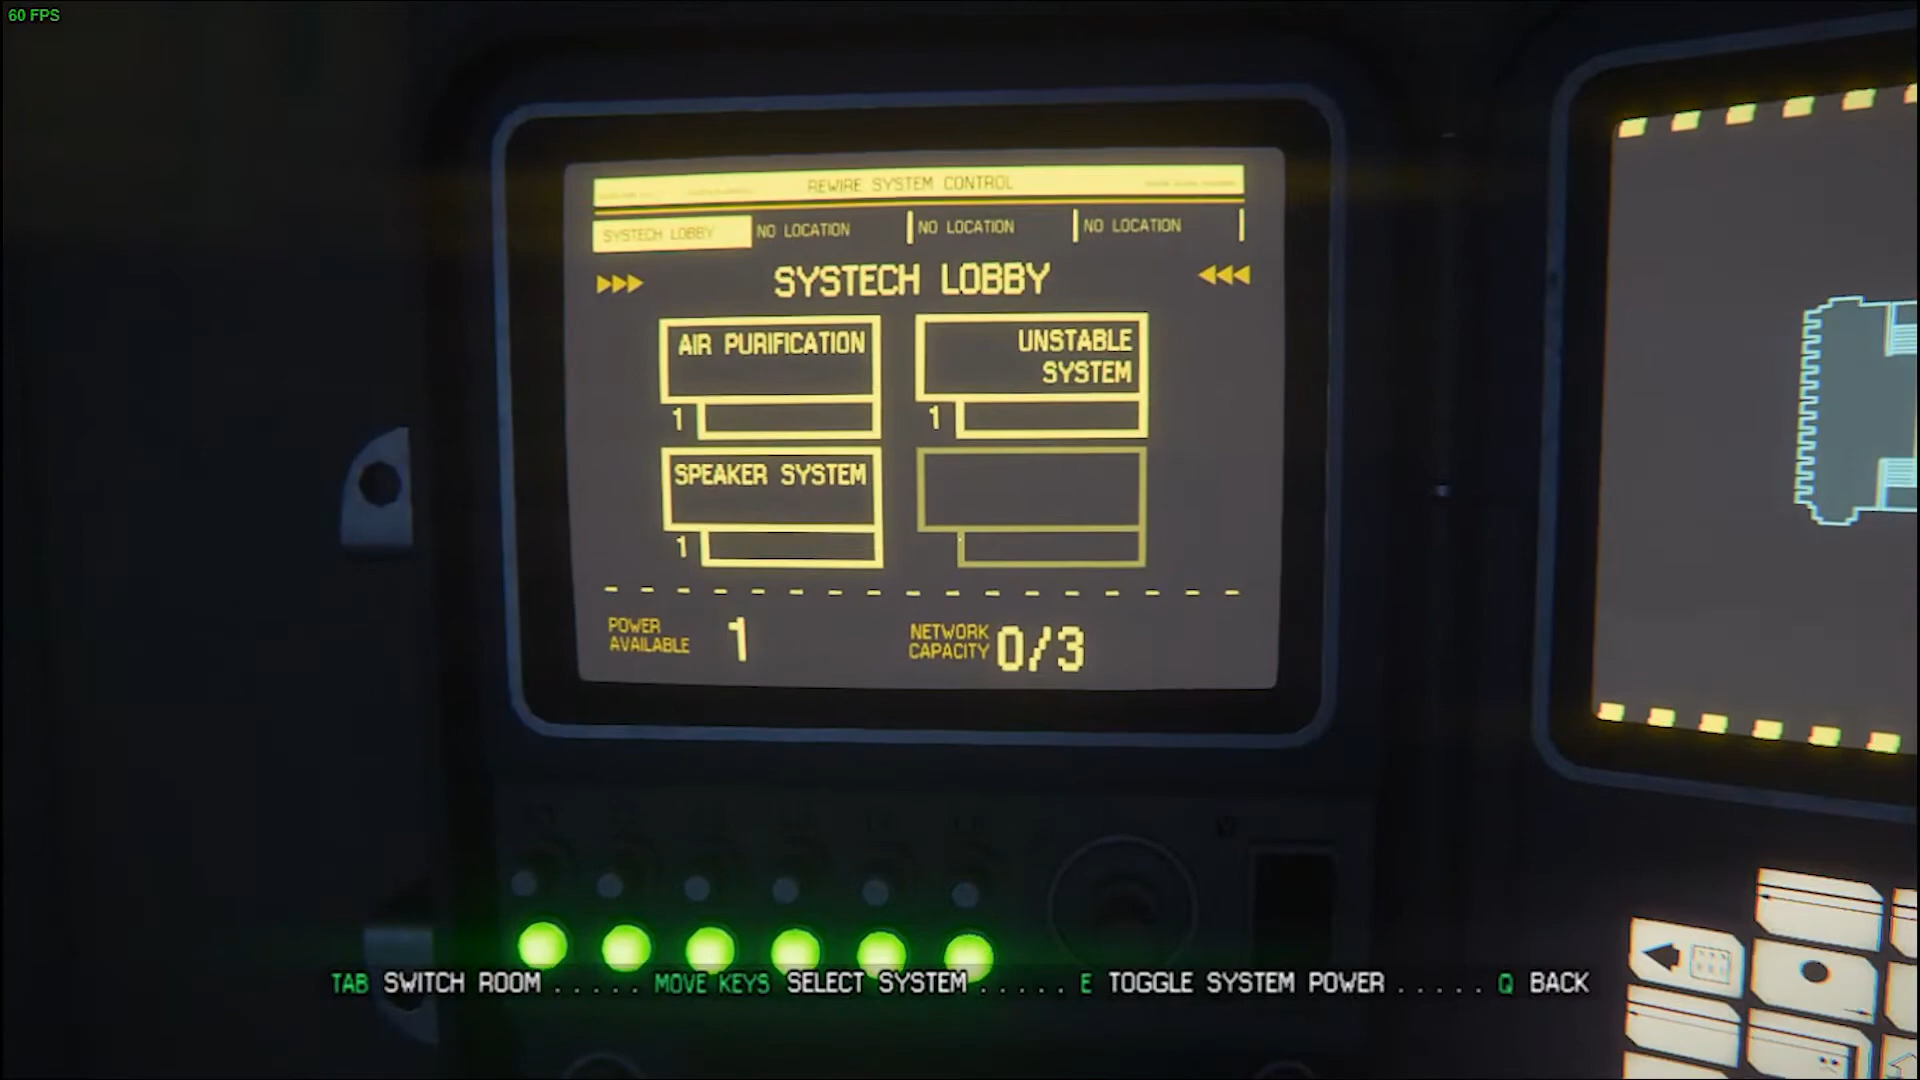 60 FPS
REWIRE SYSTEM CONTROL
SYSTECH LOBBY NO LOCATION NO LOCATION NO LOCATION
SYSTECH LOBBY
AIR PURIFICATION
1
UNSTABLE
SYSTEM
1
SPEAKER SYSTEM
1
POWER
AVAILABLE
1
NETWORK
CAPACITY
0/3
TAB SWITCH ROOM ..... MOVE KEYS SELECT SYSTEM ...... E TOGGLE SYSTEM POWER ...... Q BACK